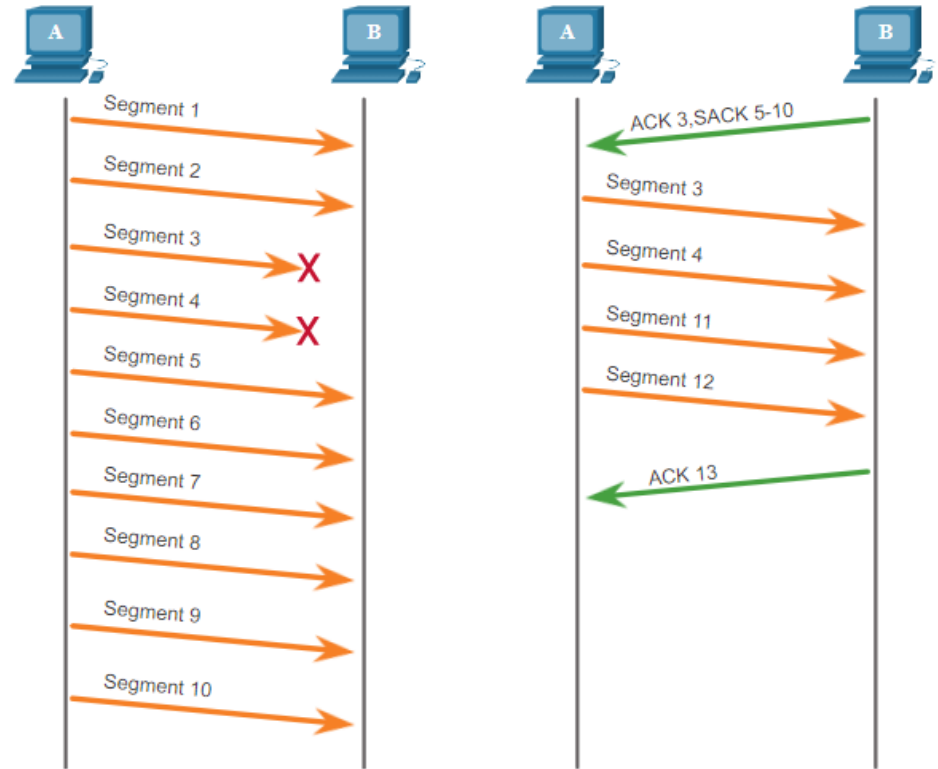 A
B
Segment 1
Segment 2
Segment 3
X
Segment 4
X
Segment 5
Segment 6
Segment 7
Segment 8
Segment 9
Segment 10
A
B
ACK 3,SACK 5-10
Segment 3
Segment 4
Segment 11
Segment 12
ACK 13